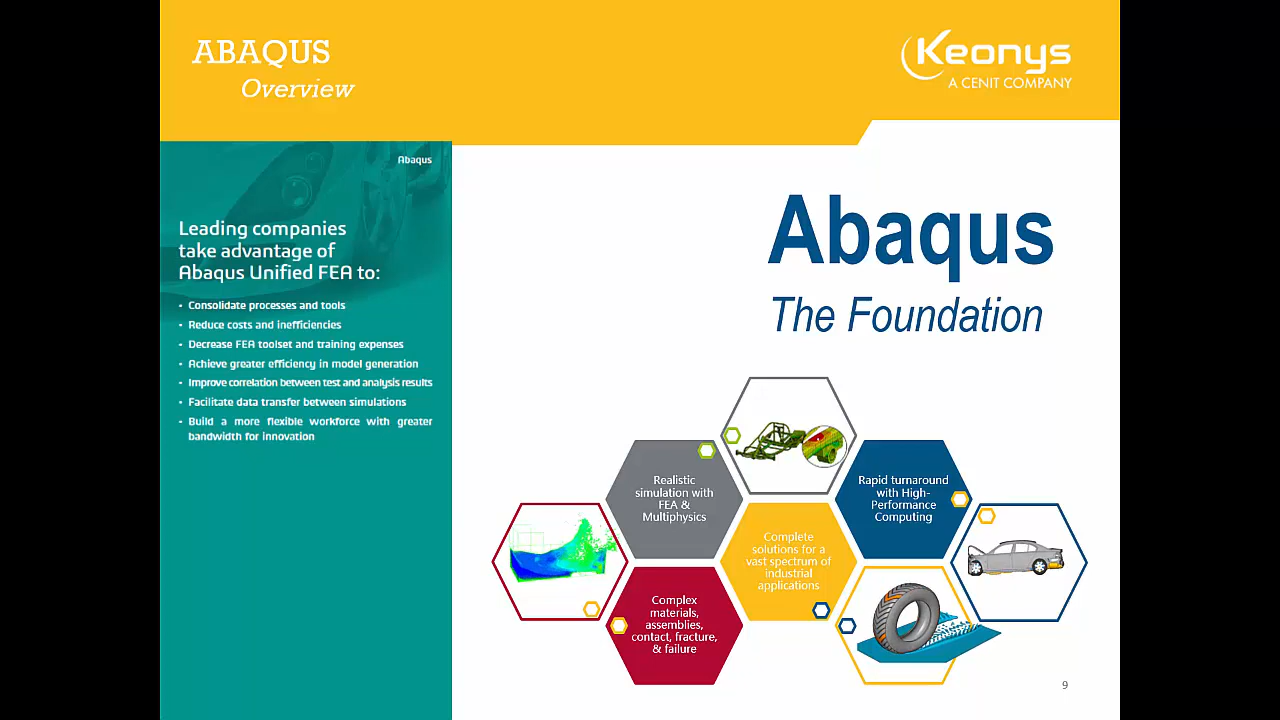 ABAQUS
Overview
Keonys
A CENIT COMPANY
Abaqus
Leading companies
take advantage of
Abaqus Unified FEA to:
• Consolidate processes and tools
• Reduce costs and inefficiencies
• Decrease FEA toolset and training expenses
• Achieve greater efficiency in model generation
• Improve correlation between test and analysis results
• Facilitate data transfer between simulations
• Build a more flexible workforce with greater
bandwidth for innovation
Abaqus
The Foundation
Realistic
simulation with
FEA &
Multiphysics
Rapid turnaround
with High-
Performance
Computing
Complete
solutions for a
vast spectrum of
industrial
applications
Complex
materials,
assemblies,
contact, fracture,
& failure
9